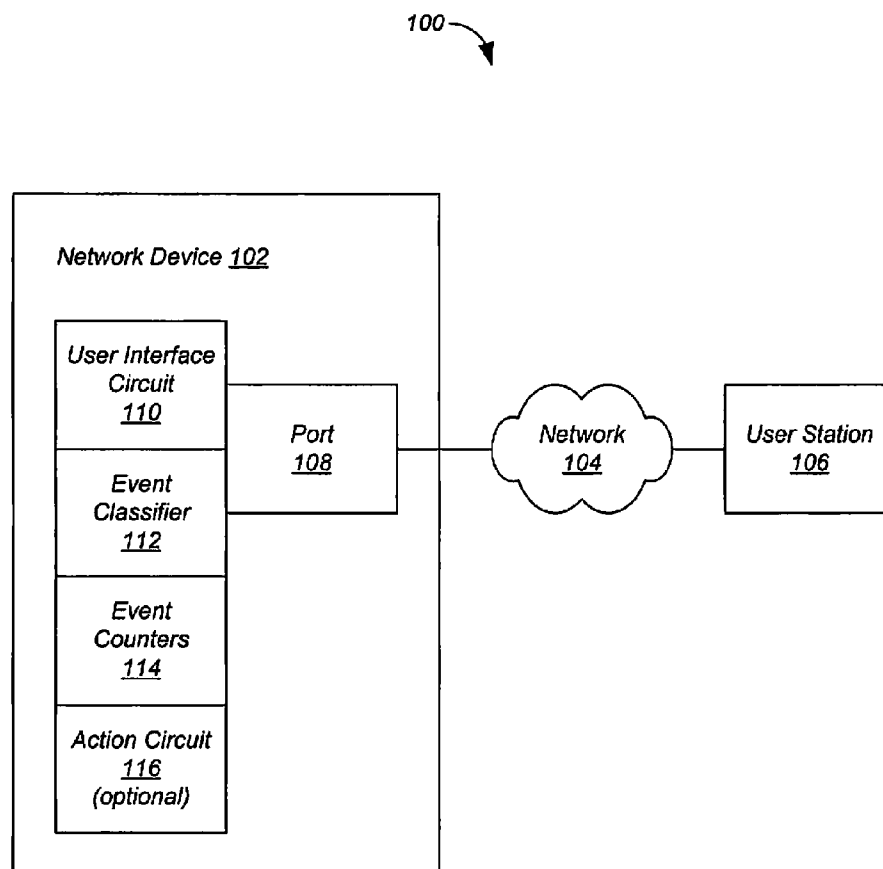 100
Network Device 102
User Interface
Circuit
110
Port
108
Network
104
User Station
106
Event
Classifier
112
Event
Counters
114
Action Circuit
116
(optional)